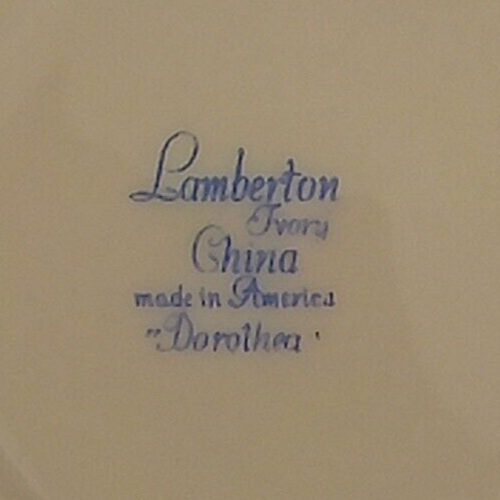 Lamberton
Ivory
China
made in America
"Dorothea"